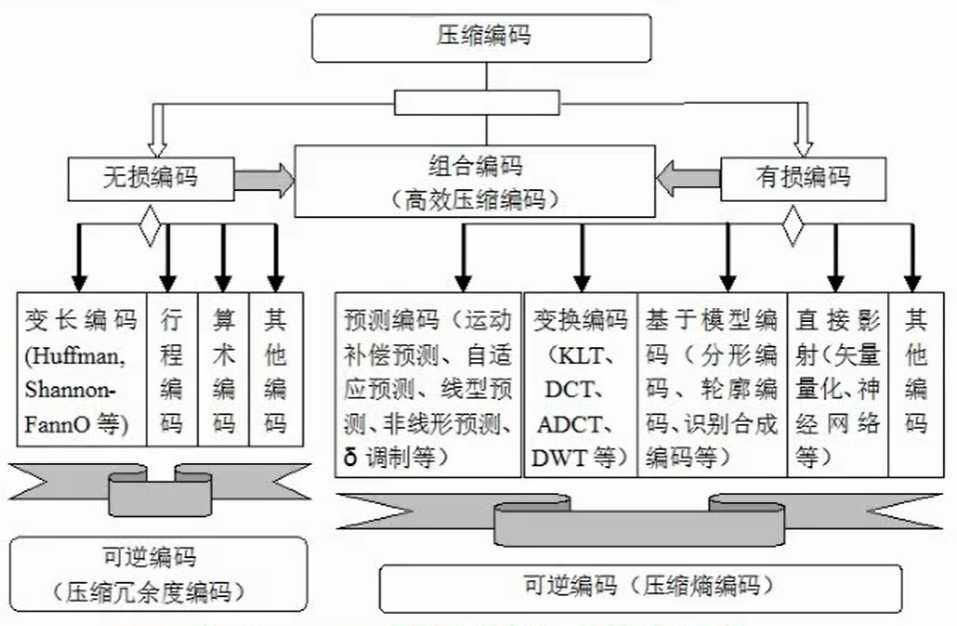 压缩编码
组合编码
（高效压缩编码）
无损编码
有损编码
变长编码
(Huffman,
Shannon-
FannO 等)
行
程
编
码
算
术
编
码
其
他
编
码
预测编码（运动
补偿预测、自适
应预测、线型预
测、非线形预测、
δ 调制等）
变换编码
（KLT、
DCT、
ADCT、
DWT 等）
基于模型编
码（分形编
码、轮廓编
码、识别合成
编码等）
直接影
射（矢量
量化、神
经网络
等）
其
他
编
码
可逆编码
（压缩冗余度编码）
可逆编码（压缩熵编码）